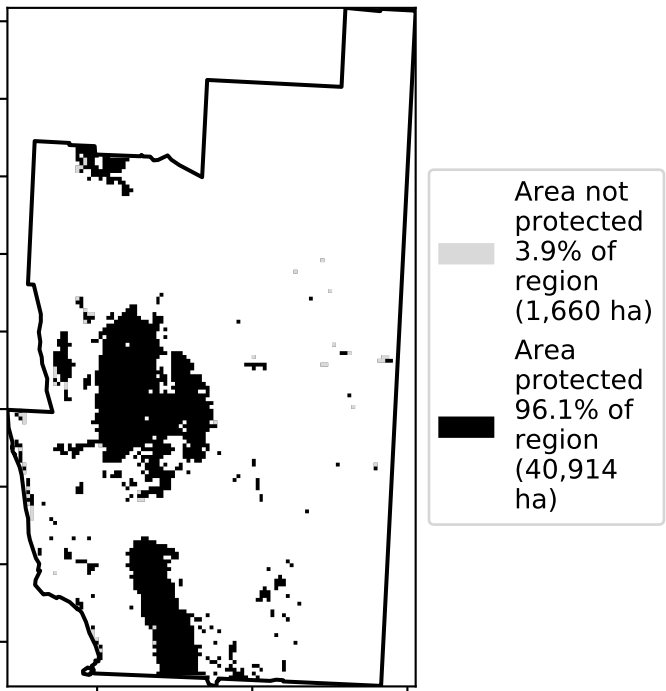 Area not
protected
3.9% of
region
(1,660 ha)
Area
protected
96.1% of
region
(40,914
ha)